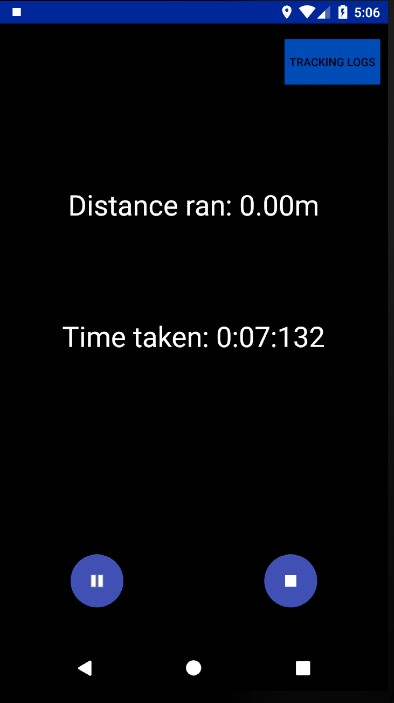 5:06
TRACKING LOGS
Distance ran: 0.00m
Time taken: 0:07:132